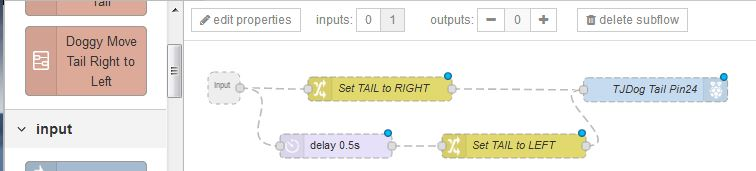 Tail
edit properties inputs: 0 1 outputs: 0 delete subflow
Doggy Move
Tail Right to
Left
input
input
Set TAIL to RIGHT
TJDog Tail Pin24
delay 0.5s
Set TAIL to LEFT